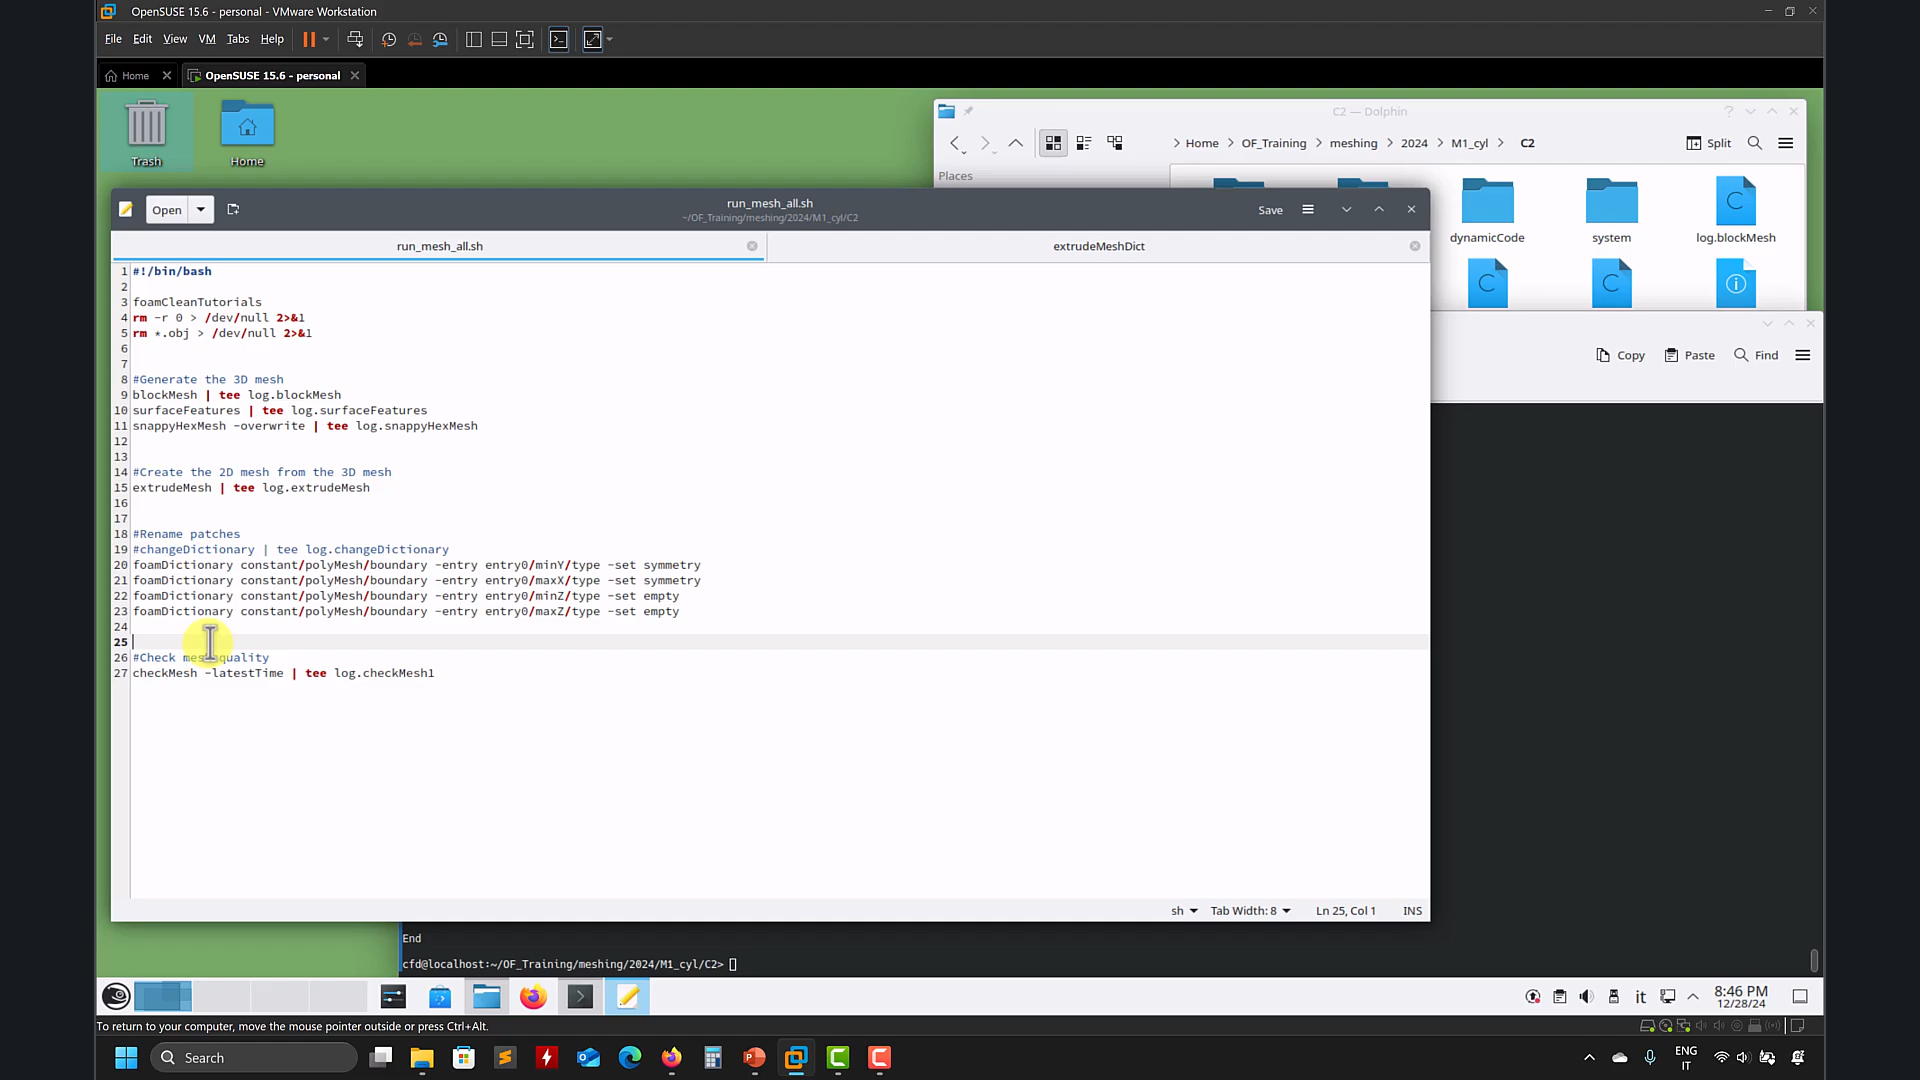 OpenSUSE 15.6 - personal - VMware Workstation
File Edit View VM Tabs Help
Home
OpenSUSE 15.6 - personal
Trash
Home
C2 — Dolphin
Home OF_Training meshing 2024 M1_cyl C2
Split
Places
dynamicCode
system
log.blockMesh
Copy Paste Find
Open
run_mesh_all.sh
~/OF_Training/meshing/2024/M1_cyl/C2
Save
run_mesh_all.sh
extrudeMeshDict
1 #!/bin/bash
2
3 foamCleanTutorials
4 rm -r 0 > /dev/null 2>&1
5 rm *.obj > /dev/null 2>&1
6
7
8 #Generate the 3D mesh
9 blockMesh | tee log.blockMesh
10 surfaceFeatures | tee log.surfaceFeatures
11 snappyHexMesh -overwrite | tee log.snappyHexMesh
12
13
14 #Create the 2D mesh from the 3D mesh
15 extrudeMesh | tee log.extrudeMesh
16
17
18 #Rename patches
19 #changeDictionary | tee log.changeDictionary
20 foamDictionary constant/polyMesh/boundary -entry entry0/minY/type -set symmetry
21 foamDictionary constant/polyMesh/boundary -entry entry0/maxX/type -set symmetry
22 foamDictionary constant/polyMesh/boundary -entry entry0/minZ/type -set empty
23 foamDictionary constant/polyMesh/boundary -entry entry0/maxZ/type -set empty
24
25
26 #Check mesh quality
27 checkMesh -latestTime | tee log.checkMesh1
sh Tab Width: 8 Ln 25, Col 1 INS
End
cfd@localhost:~/OF_Training/meshing/2024/M1_cyl/C2>
it
8:46 PM
12/28/24
To return to your computer, move the mouse pointer outside or press Ctrl+Alt.
Search
ENG
IT